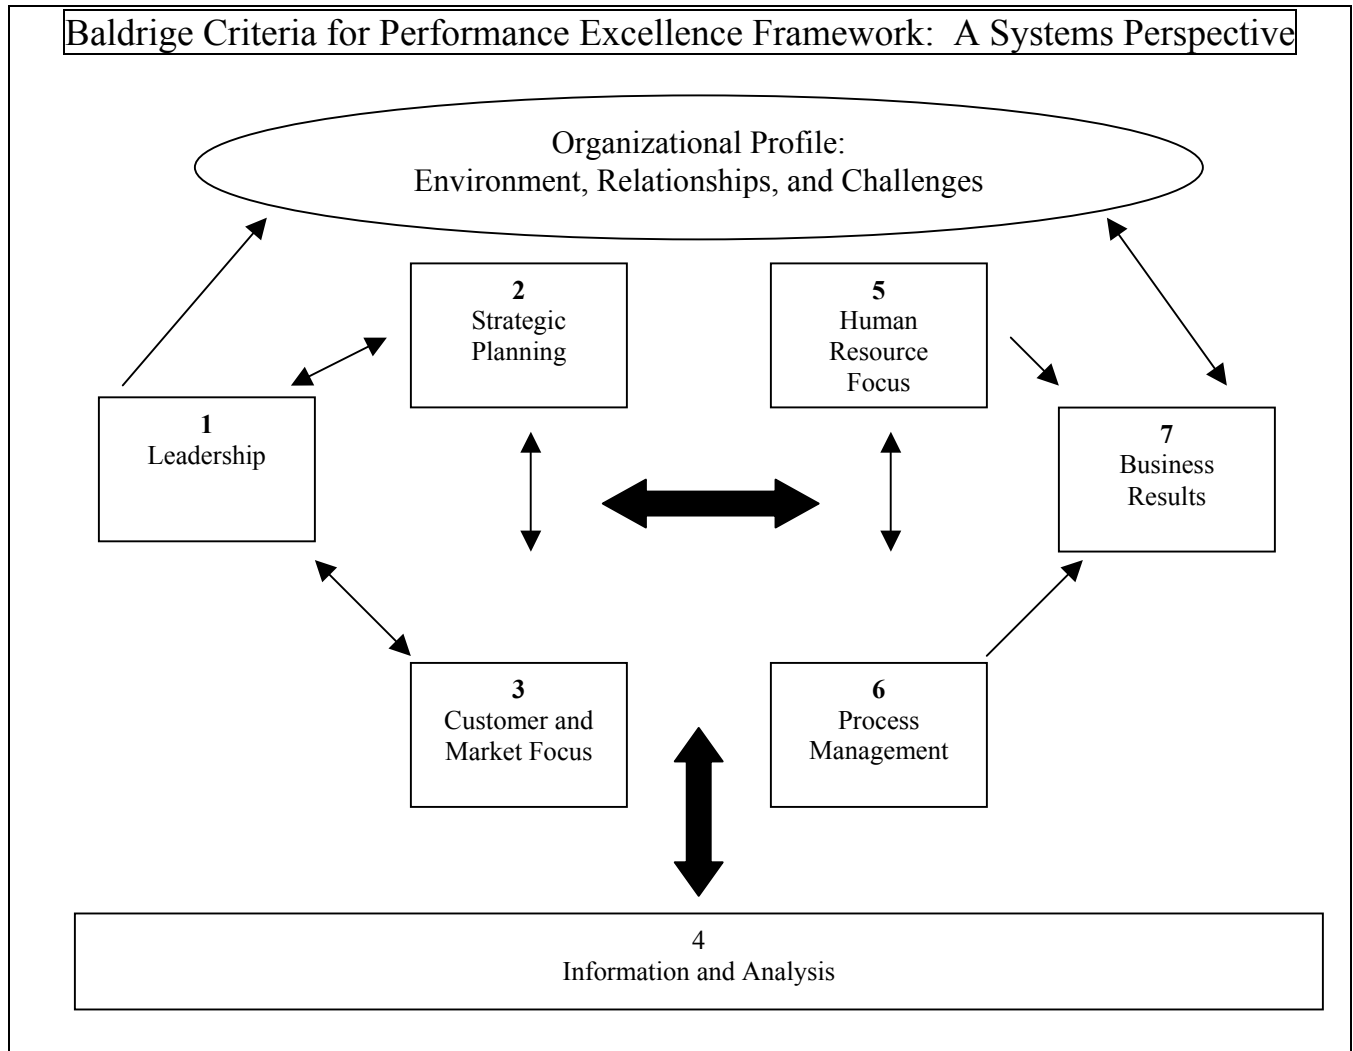 Baldrige Criteria for Performance Excellence Framework:  A Systems Perspective
Organizational Profile:
Environment, Relationships, and Challenges
2
Strategic
Planning
5
Human
Resource
Focus
1
Leadership
7
Business
Results
3
Customer and
Market Focus
6
Process
Management
4
Information and Analysis